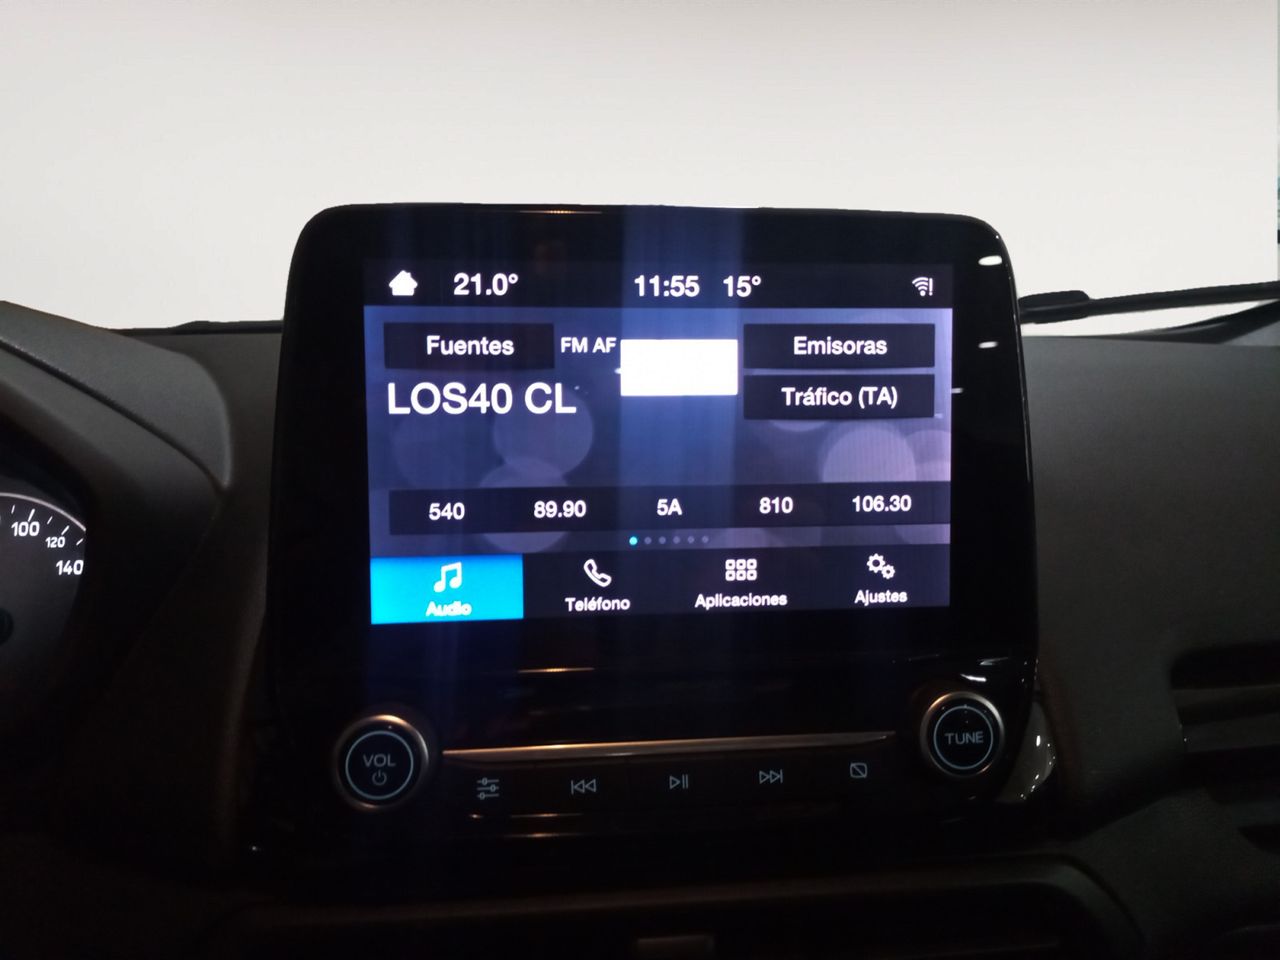 21.0° 11:55 15°
Fuentes FM AF Emisoras
LOS40 CL Tráfico (TA)
540 89.90 5A 810 106.30
Audio Teléfono Aplicaciones Ajustes
100
120
140
VOL TUNE